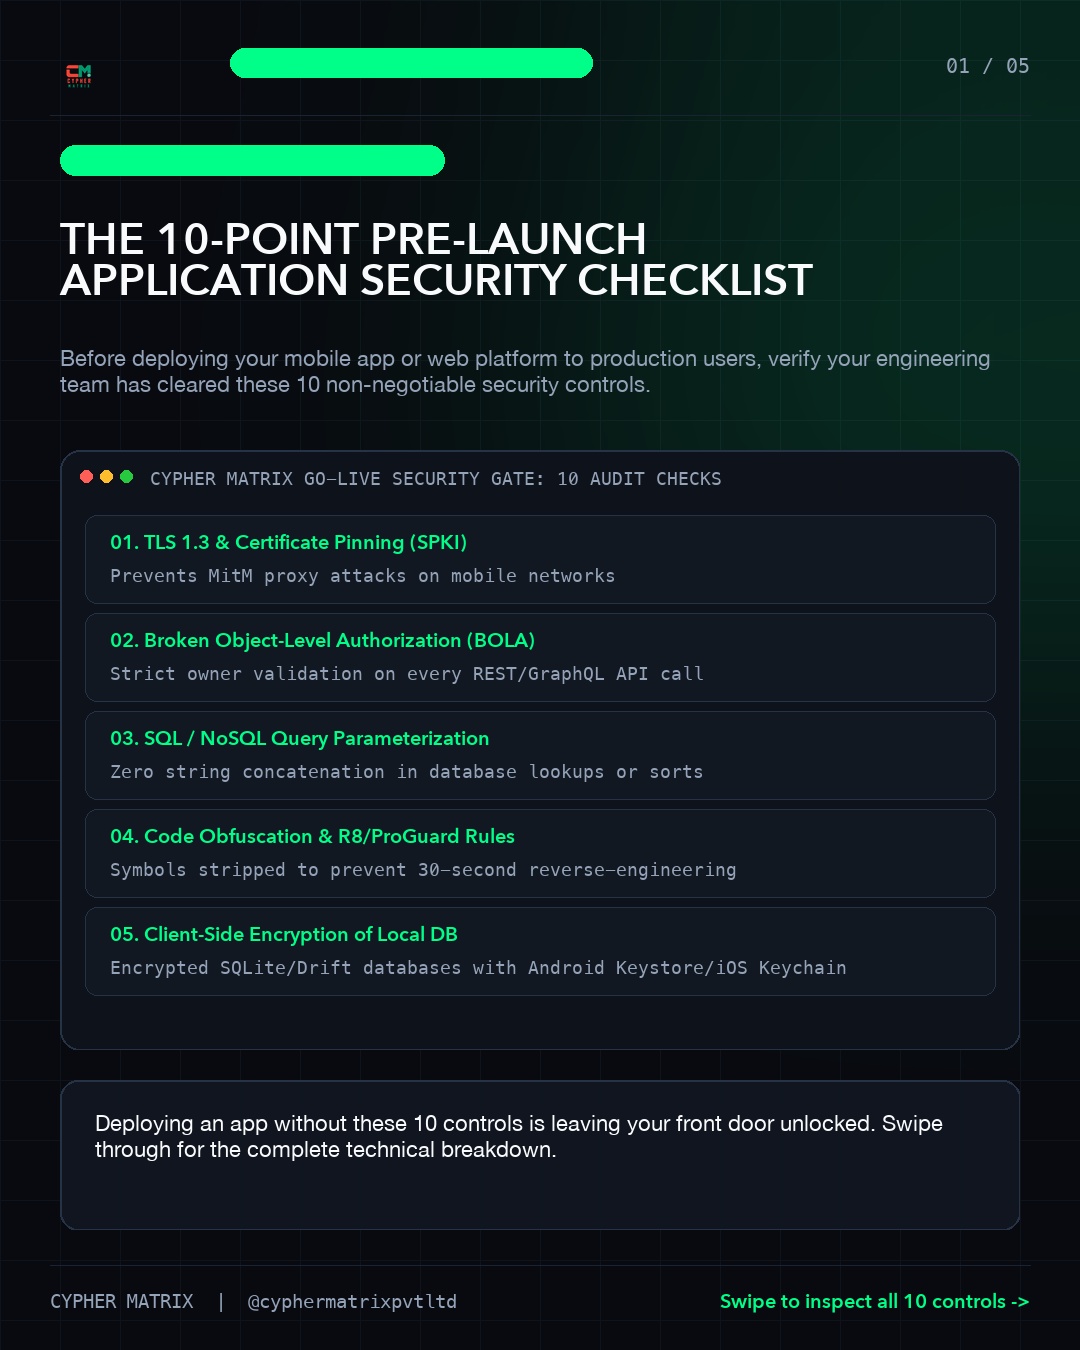 CM
CYPHER
MATRIX
01 / 05
THE 10-POINT PRE-LAUNCH
APPLICATION SECURITY CHECKLIST
Before deploying your mobile app or web platform to production users, verify your engineering
team has cleared these 10 non-negotiable security controls.
CYPHER MATRIX GO-LIVE SECURITY GATE: 10 AUDIT CHECKS
01. TLS 1.3 & Certificate Pinning (SPKI)
Prevents MitM proxy attacks on mobile networks
02. Broken Object-Level Authorization (BOLA)
Strict owner validation on every REST/GraphQL API call
03. SQL / NoSQL Query Parameterization
Zero string concatenation in database lookups or sorts
04. Code Obfuscation & R8/ProGuard Rules
Symbols stripped to prevent 30-second reverse-engineering
05. Client-Side Encryption of Local DB
Encrypted SQLite/Drift databases with Android Keystore/iOS Keychain
Deploying an app without these 10 controls is leaving your front door unlocked. Swipe
through for the complete technical breakdown.
CYPHER MATRIX | @cyphermatrixpvtltd
Swipe to inspect all 10 controls ->